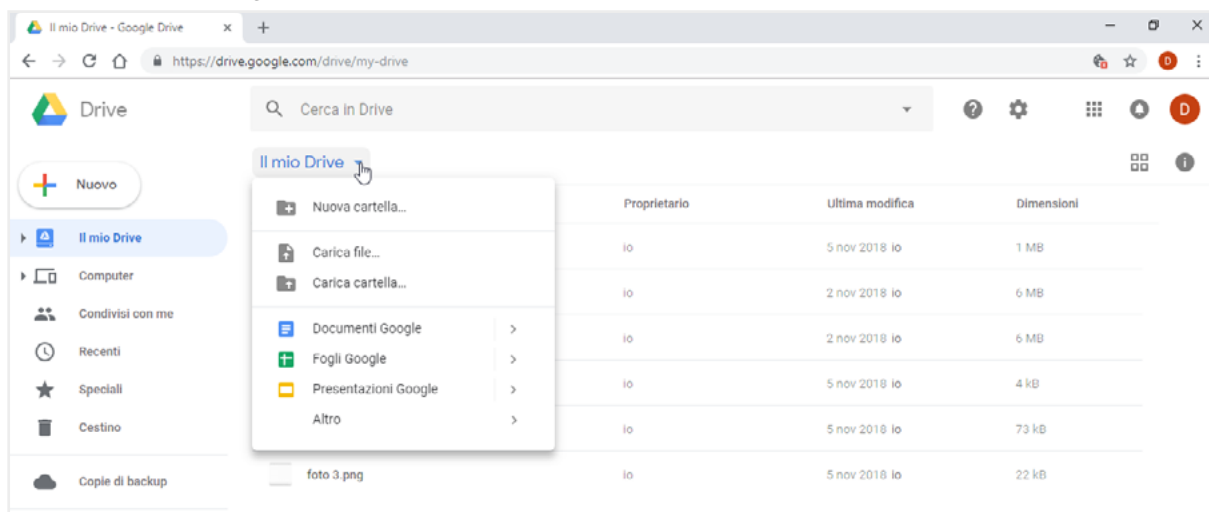 Il mio Drive - Google Drive
https://drive.google.com/drive/my-drive
D
Drive
Cerca in Drive
D
Il mio Drive
Nuovo
Nuova cartella...
Proprietario Ultima modifica Dimensioni
Il mio Drive
Carica file...
io 5 nov 2018 io 1 MB
Computer
Carica cartella...
io 2 nov 2018 io 6 MB
Condivisi con me
Documenti Google
io 2 nov 2018 io 6 MB
Recenti
Fogli Google
Speciali
Presentazioni Google
io 5 nov 2018 io 4 kB
Altro
Cestino
io 5 nov 2018 io 73 kB
Copie di backup
foto 3.png io 5 nov 2018 io 22 kB